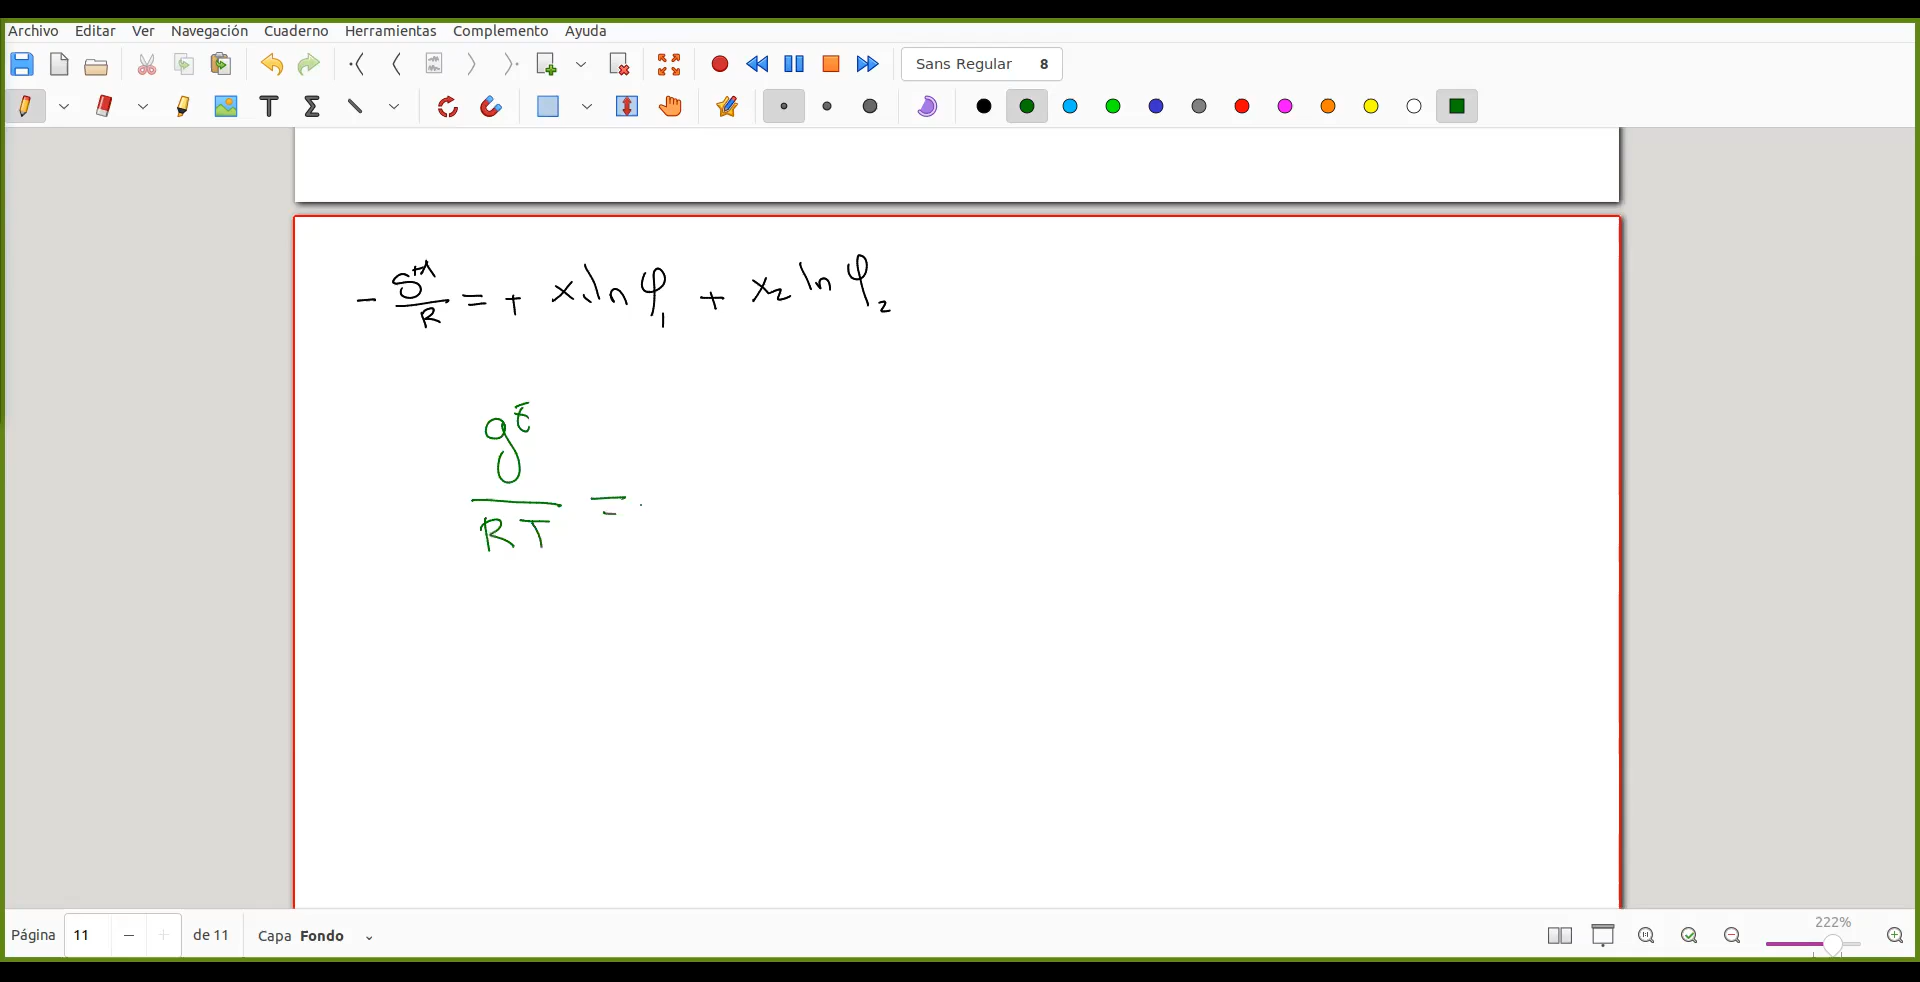 Archivo Editar Ver Navegación Cuaderno Herramientas Complemento Ayuda
Sans Regular 8
- S^M/R = + x₁ ln φ₁ + x₂ ln φ₂
g^E/RT =
Página 11 de 11 Capa Fondo 222%